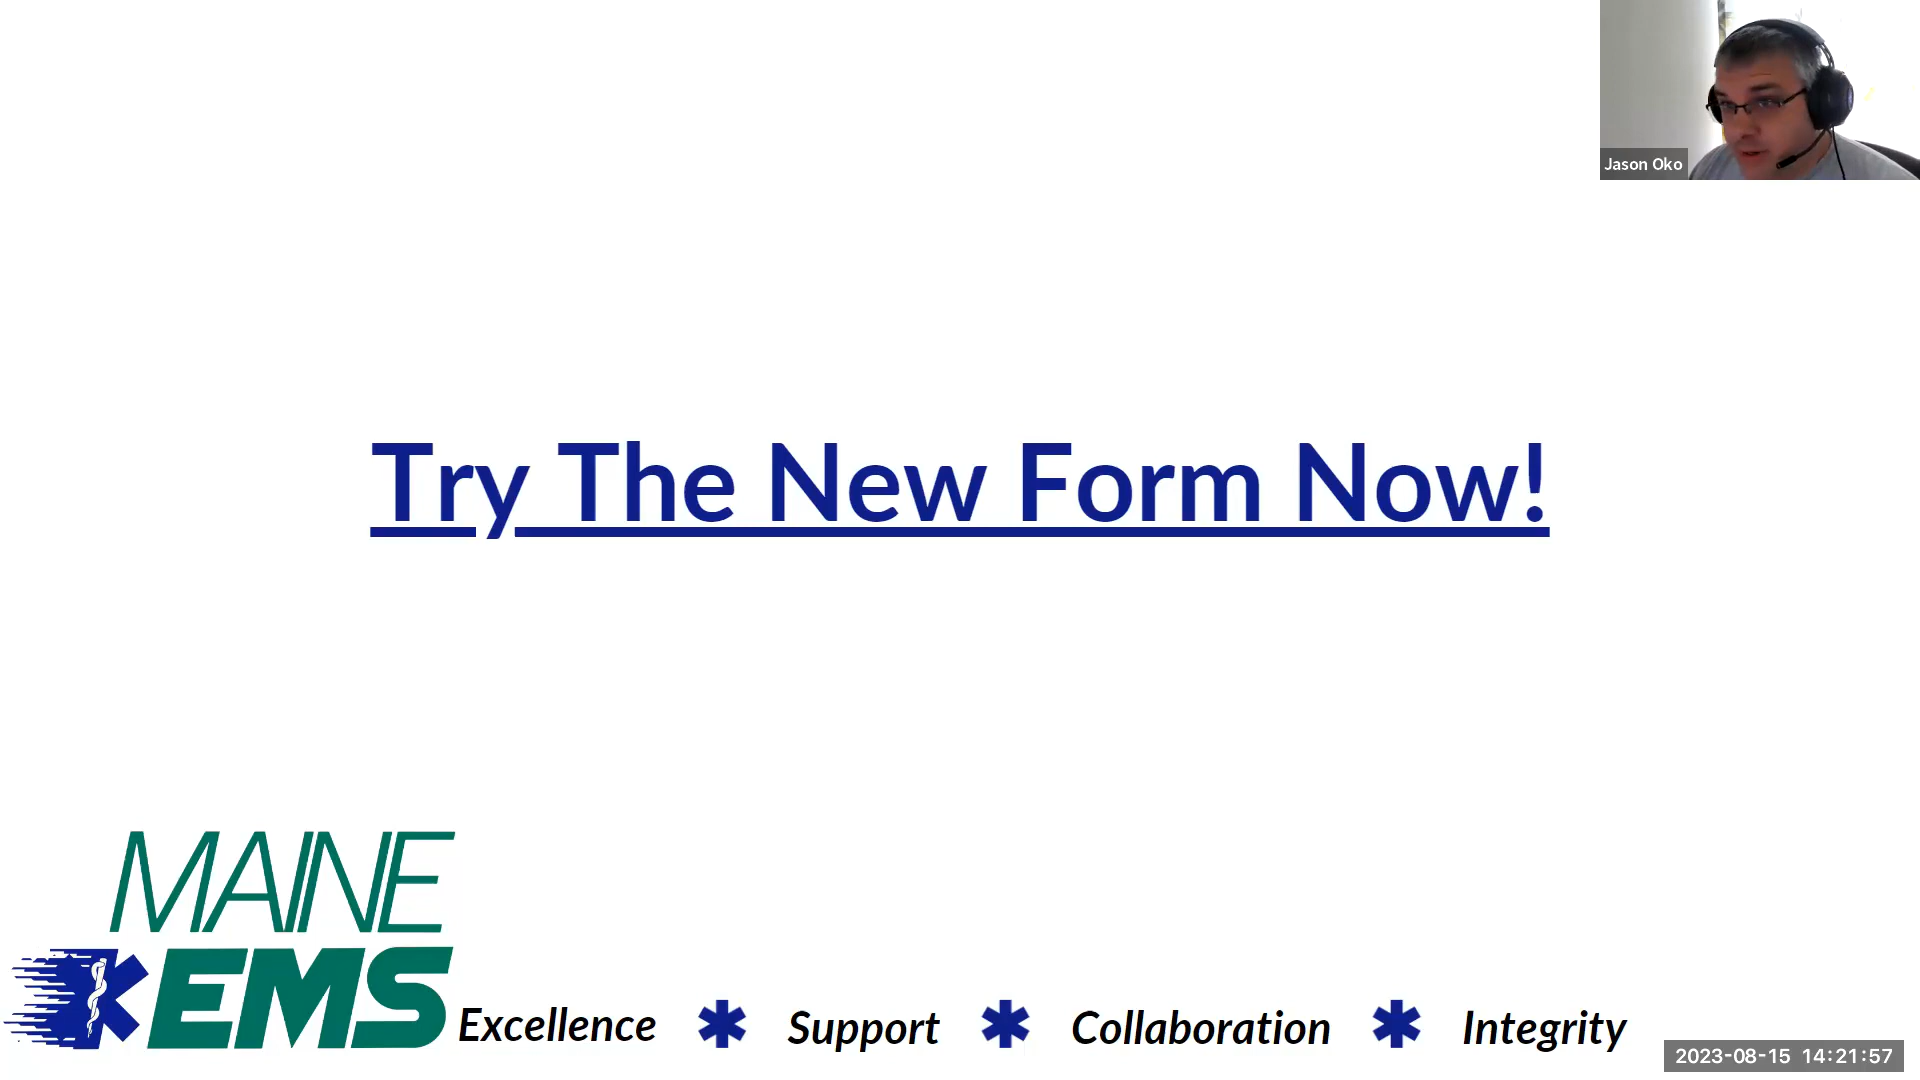 Jason Oko
Try The New Form Now!
MAINE
EMS
Excellence * Support * Collaboration * Integrity
2023-08-15 14:21:57